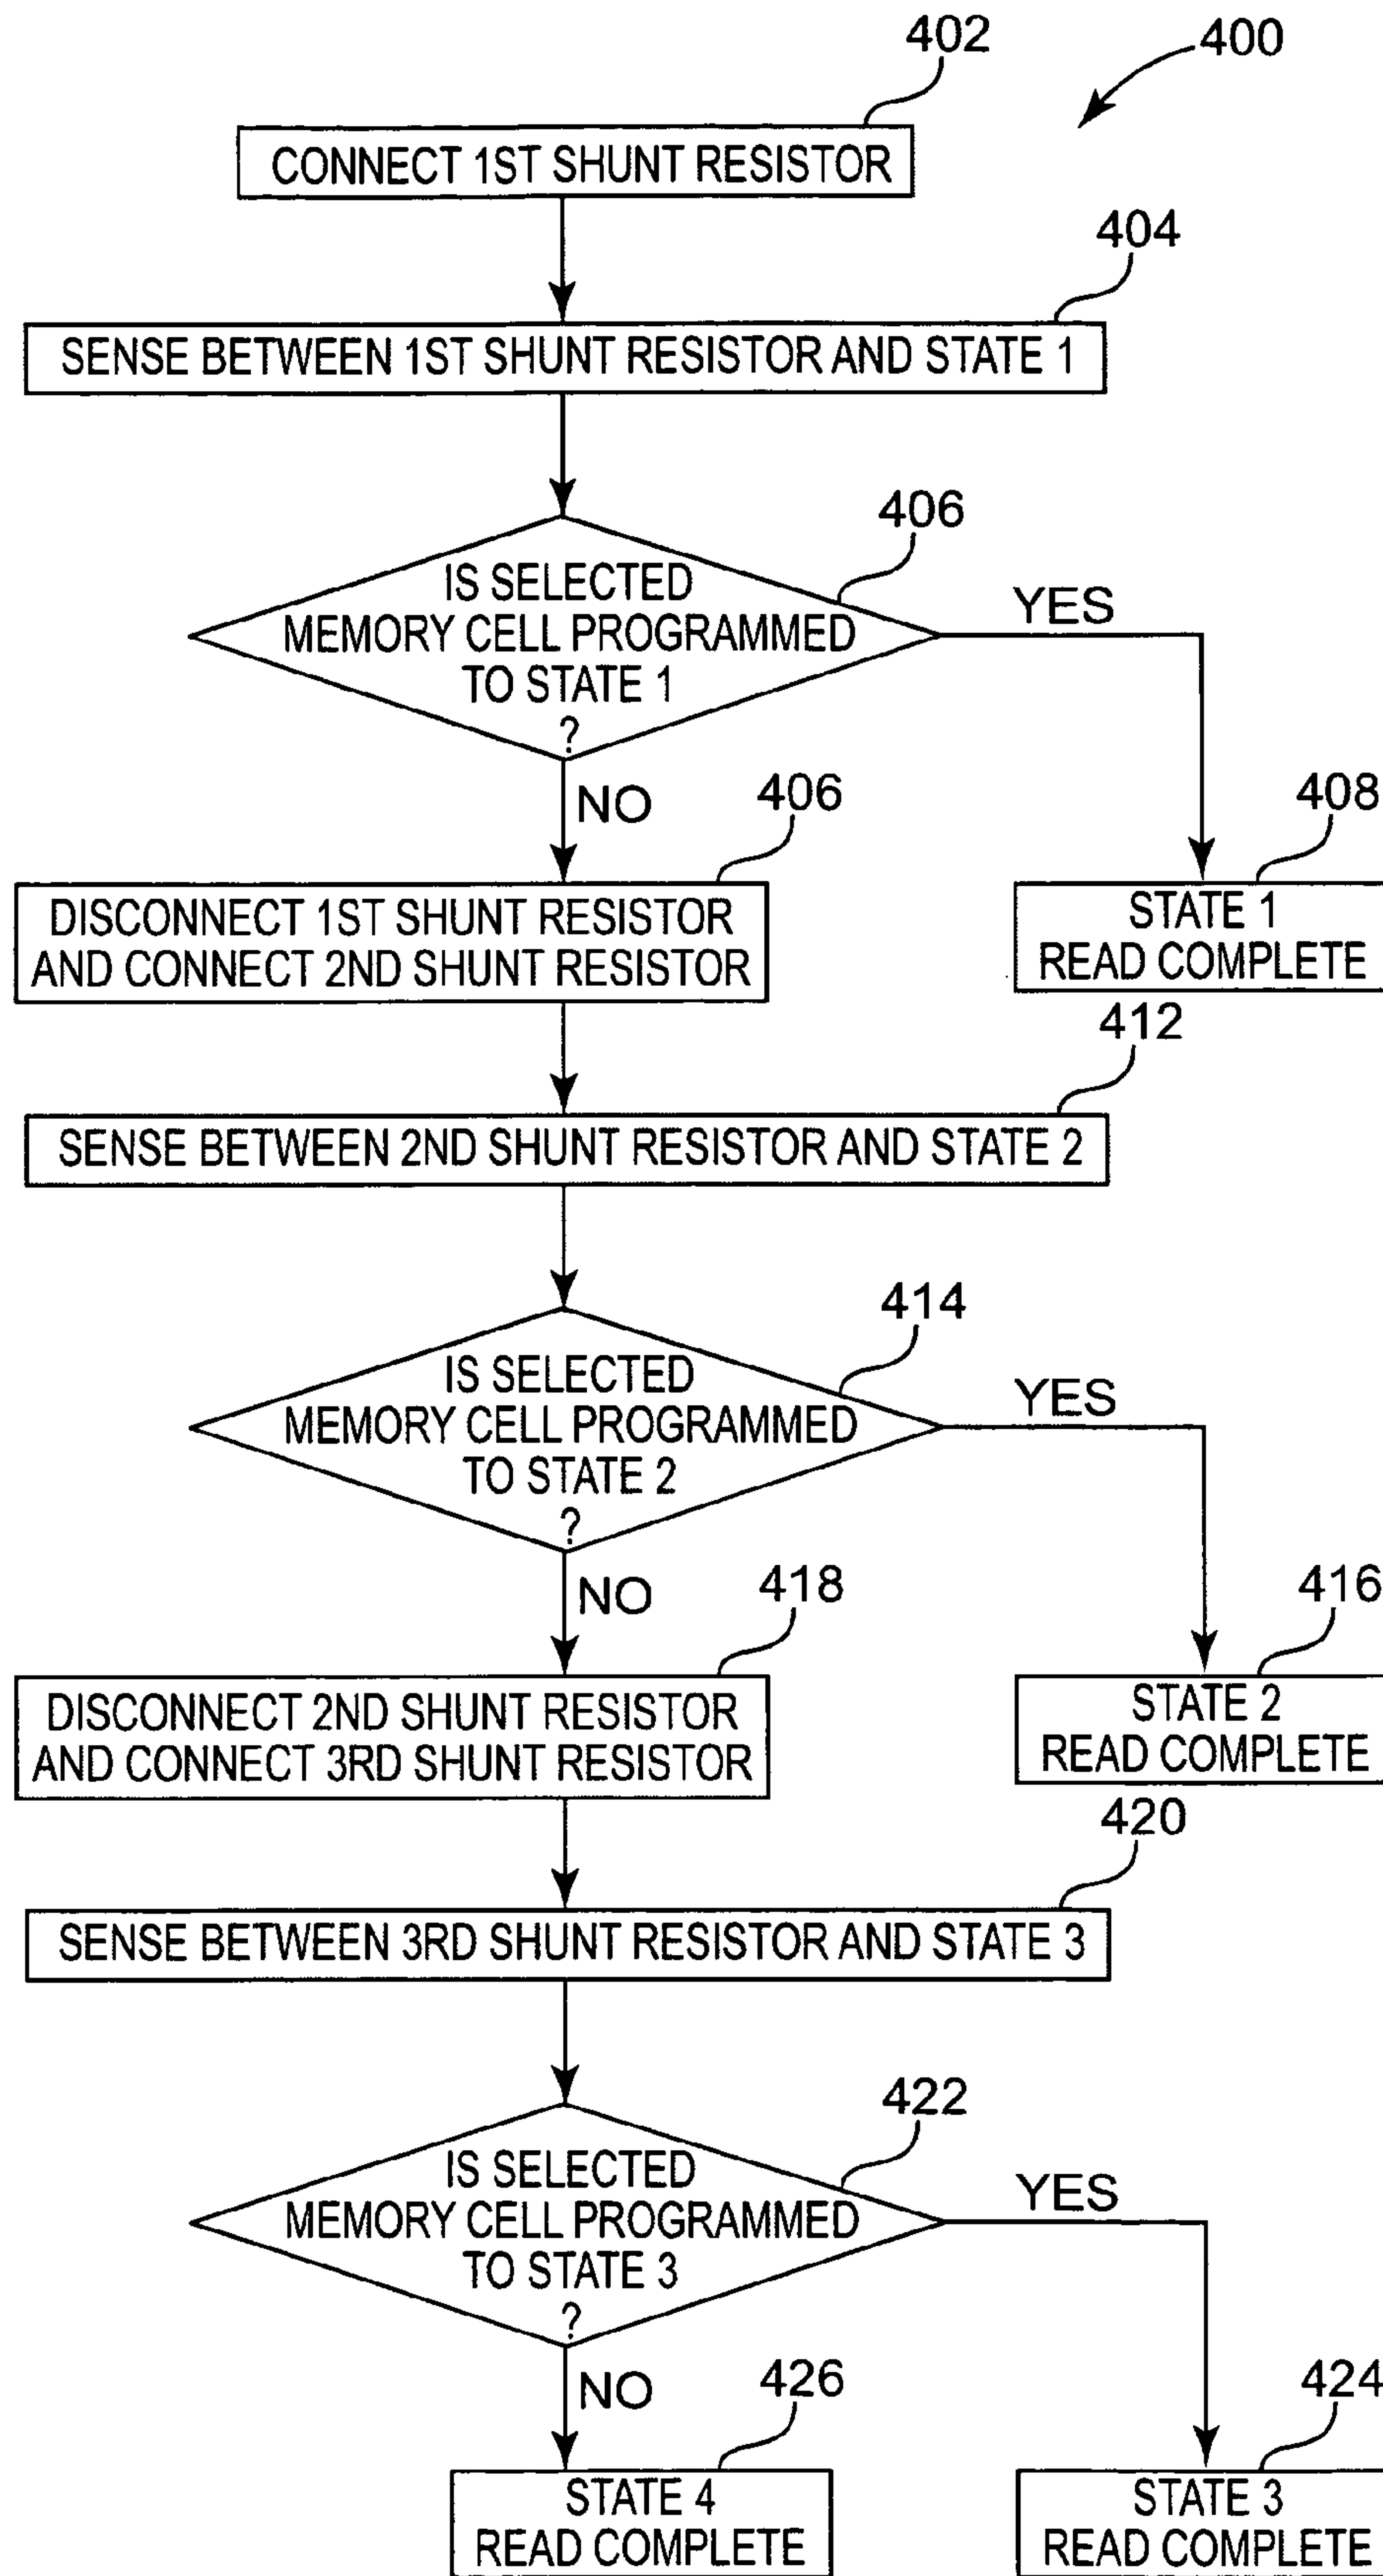 402
400
CONNECT 1ST SHUNT RESISTOR
404
SENSE BETWEEN 1ST SHUNT RESISTOR AND STATE 1
406
IS SELECTED
MEMORY CELL PROGRAMMED
TO STATE 1
?
YES
NO
406
408
DISCONNECT 1ST SHUNT RESISTOR
AND CONNECT 2ND SHUNT RESISTOR
STATE 1
READ COMPLETE
412
SENSE BETWEEN 2ND SHUNT RESISTOR AND STATE 2
414
IS SELECTED
MEMORY CELL PROGRAMMED
TO STATE 2
?
YES
NO
418
416
DISCONNECT 2ND SHUNT RESISTOR
AND CONNECT 3RD SHUNT RESISTOR
STATE 2
READ COMPLETE
420
SENSE BETWEEN 3RD SHUNT RESISTOR AND STATE 3
422
IS SELECTED
MEMORY CELL PROGRAMMED
TO STATE 3
?
YES
NO
426
424
STATE 4
READ COMPLETE
STATE 3
READ COMPLETE